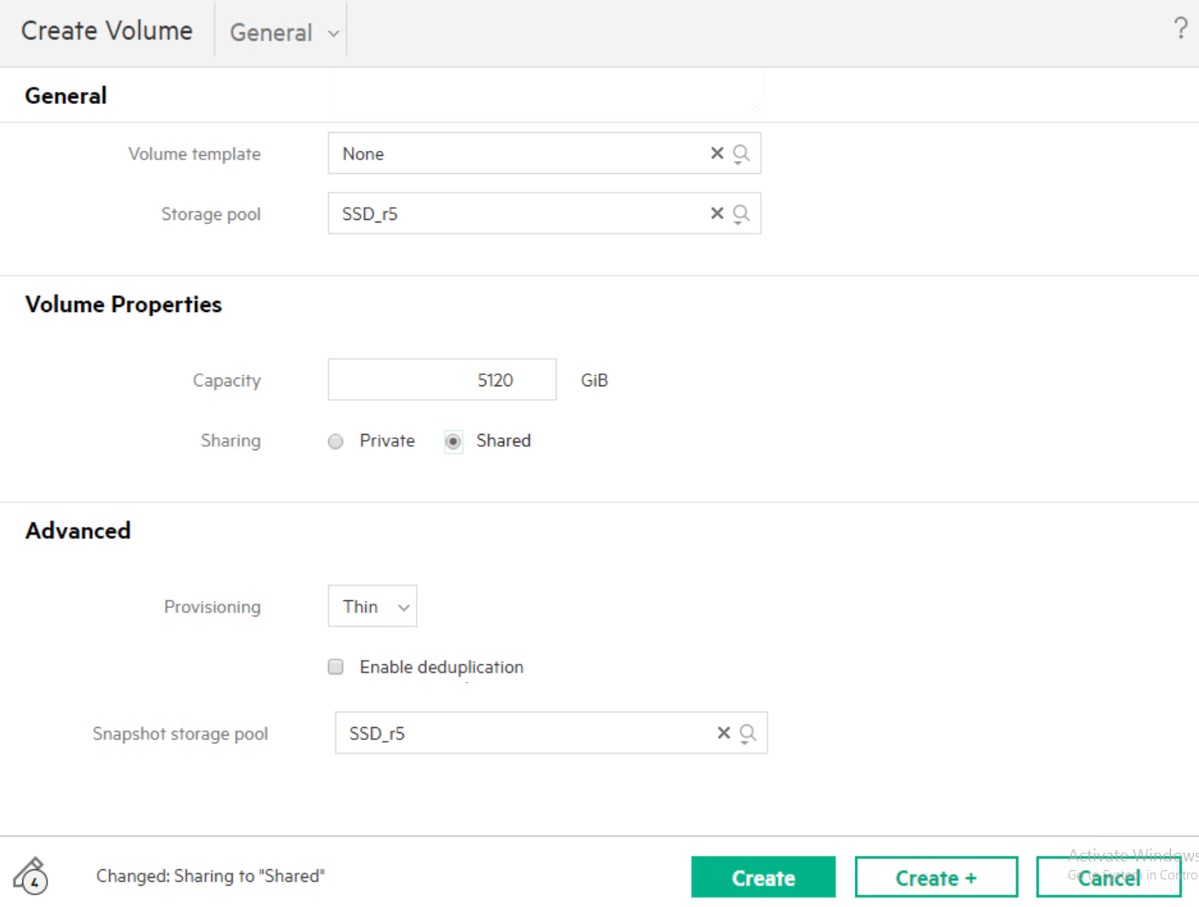 Create Volume General ?
General
Volume template None
Storage pool SSD_r5
Volume Properties
Capacity 5120 GiB
Sharing Private Shared
Advanced
Provisioning Thin
Enable deduplication
Snapshot storage pool SSD_r5
Activate Windows
4 Changed: Sharing to "Shared" Create Create + Cancel
Go to System in Contro